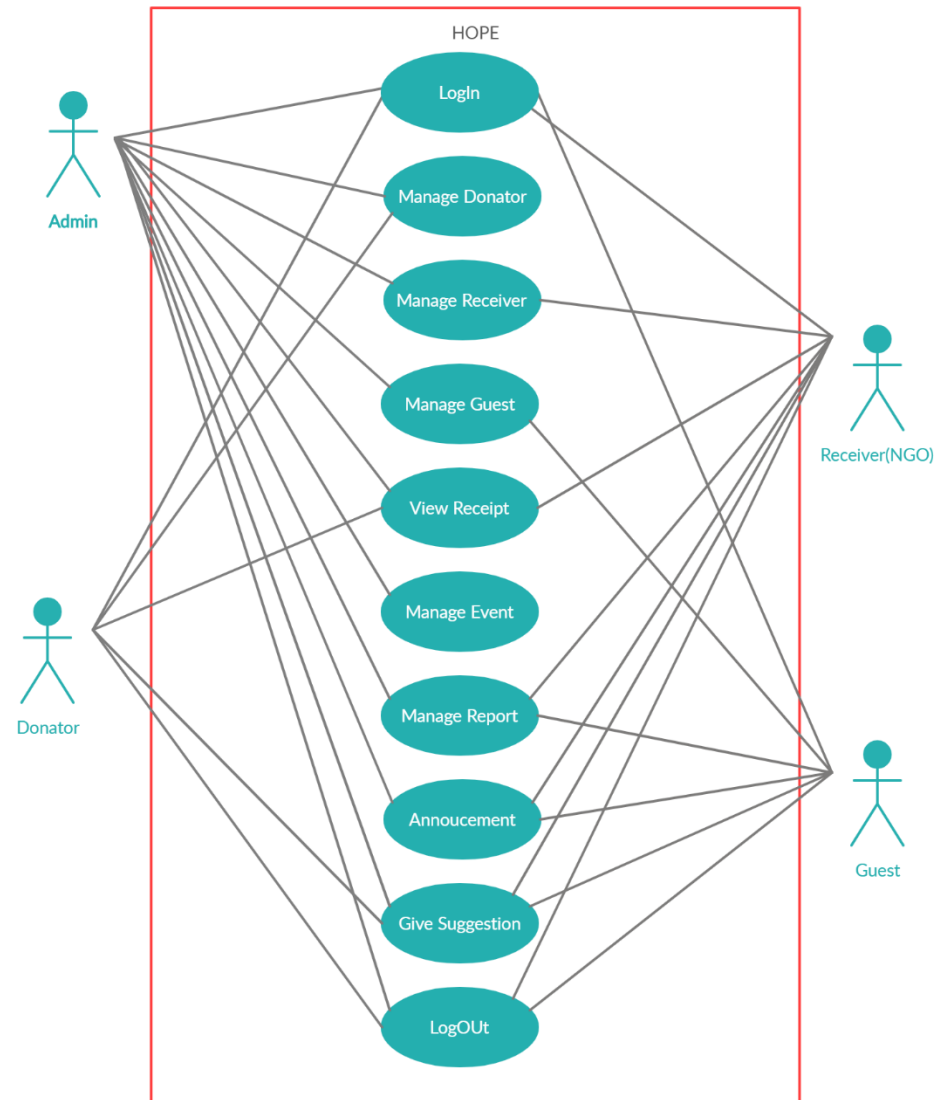 HOPE
LogIn
Admin
Manage Donator
Manage Receiver
Manage Guest
Receiver(NGO)
View Receipt
Manage Event
Donator
Manage Report
Annoucement
Guest
Give Suggestion
LogOUt